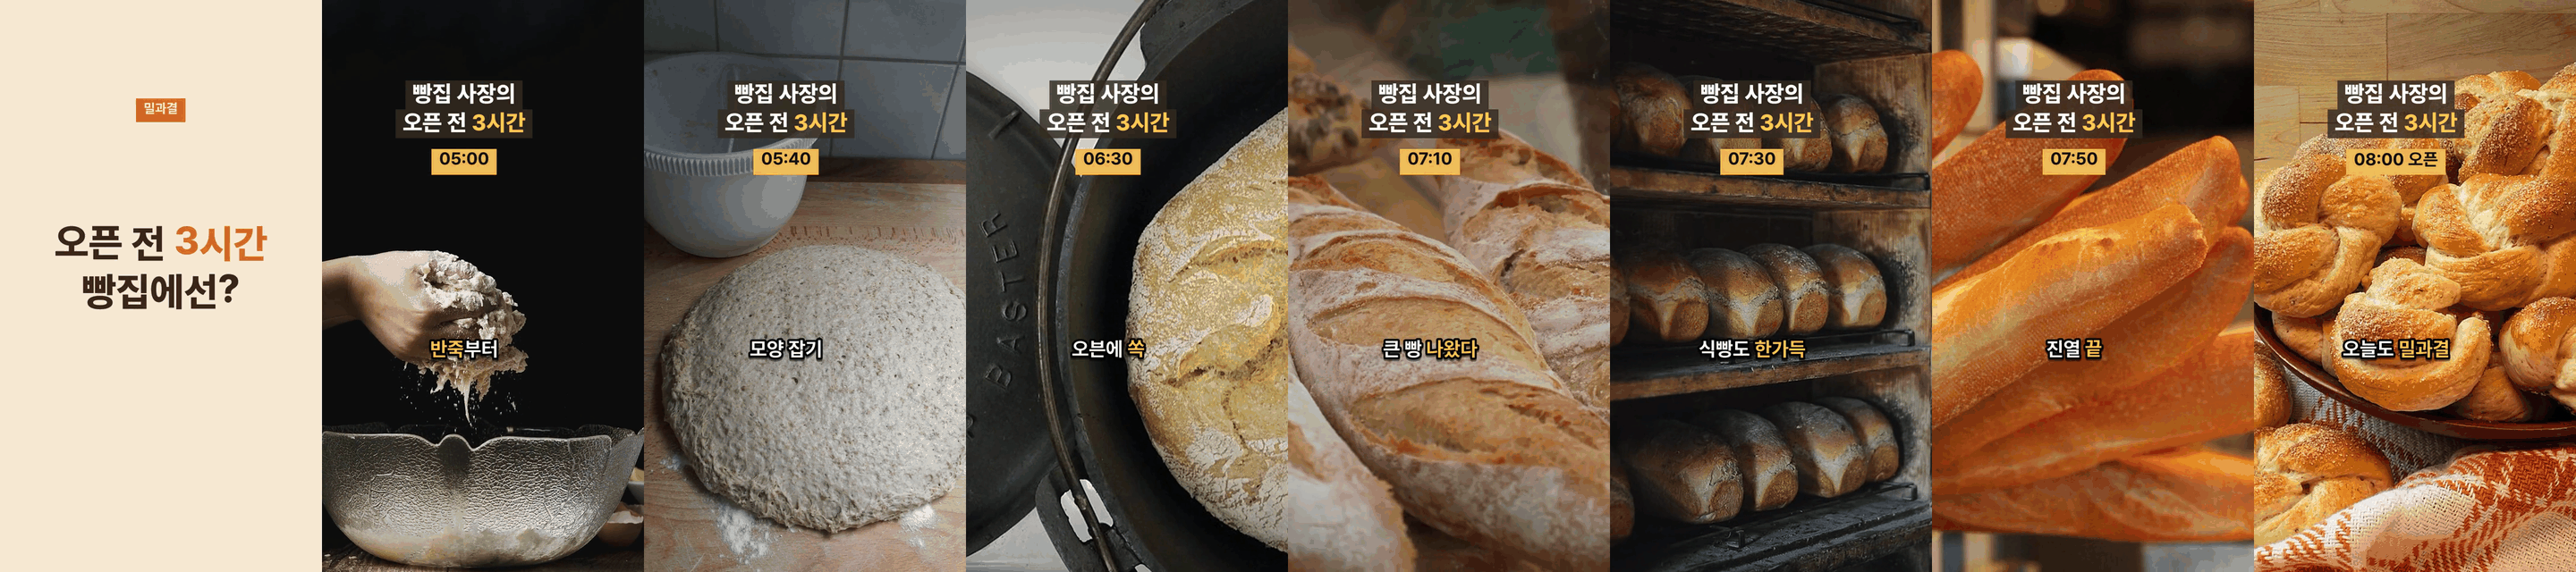 밀과결
오픈 전 3시간
빵집에선?
빵집 사장의
오픈 전 3시간
05:00
반죽부터
빵집 사장의
오픈 전 3시간
05:40
모양 잡기
빵집 사장의
오픈 전 3시간
06:30
BASTER
오븐에 쏙
빵집 사장의
오픈 전 3시간
07:10
큰 빵 나왔다
빵집 사장의
오픈 전 3시간
07:30
식빵도 한가득
빵집 사장의
오픈 전 3시간
07:50
진열 끝
빵집 사장의
오픈 전 3시간
08:00 오픈
오늘도 밀과결